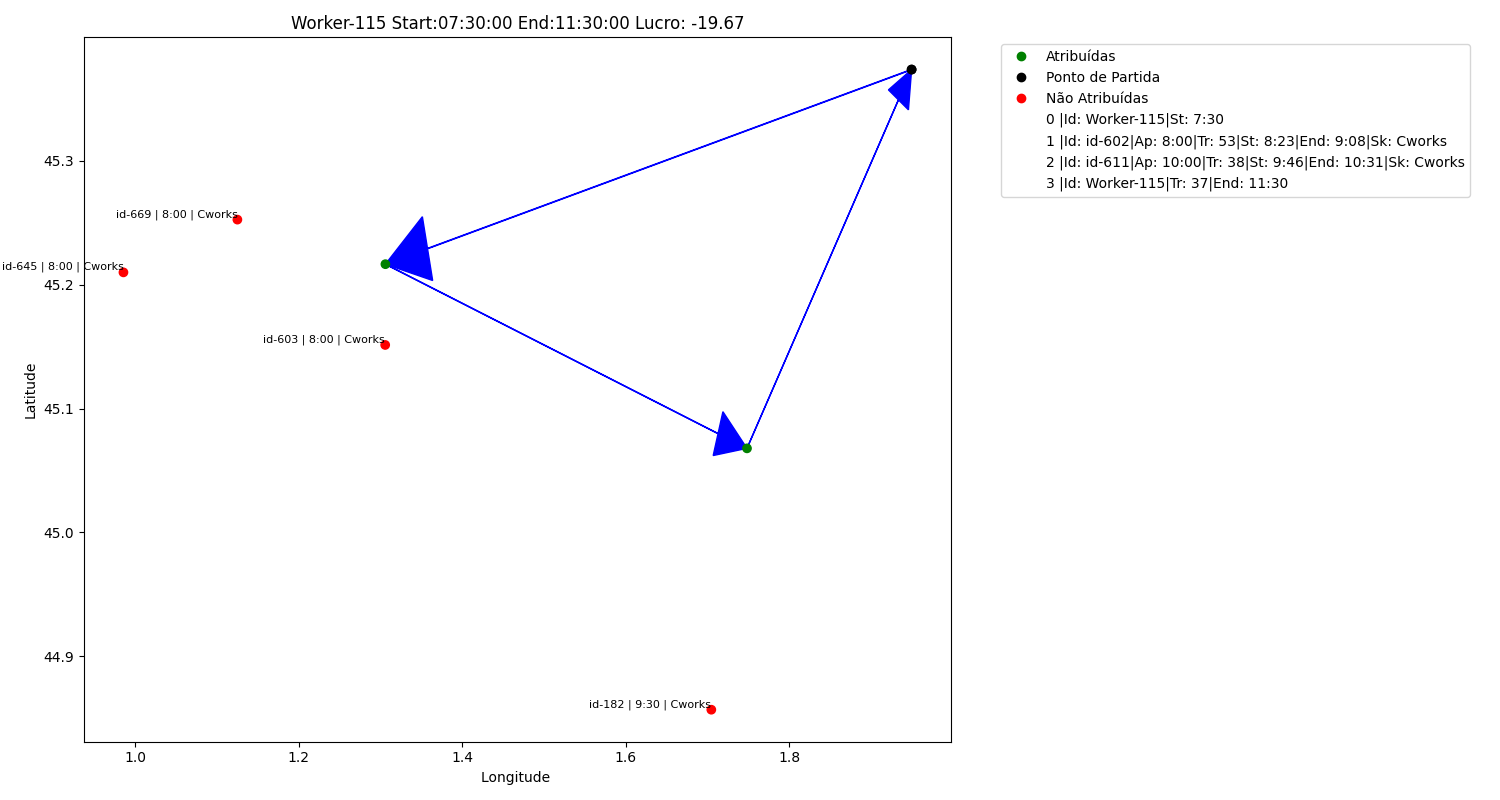 Worker-115 Start:07:30:00 End:11:30:00 Lucro: -19.67
Atribuídas
Ponto de Partida
Não Atribuídas
0 |Id: Worker-115|St: 7:30
1 |Id: id-602|Ap: 8:00|Tr: 53|St: 8:23|End: 9:08|Sk: Cworks
2 |Id: id-611|Ap: 10:00|Tr: 38|St: 9:46|End: 10:31|Sk: Cworks
3 |Id: Worker-115|Tr: 37|End: 11:30
45.3
45.2
45.1
45.0
44.9
Latitude
id-669 | 8:00 | Cworks
id-645 | 8:00 | Cworks
id-603 | 8:00 | Cworks
id-182 | 9:30 | Cworks
1.0
1.2
1.4
1.6
1.8
Longitude